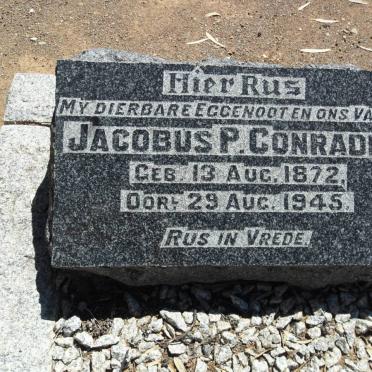 Hier Rus
My dierbare Eggenoot en ons Va
Jacobus P. Conradi
Geb. 13 Aug. 1872.
Oorl 29 Aug. 1945.
Rus in Vrede.